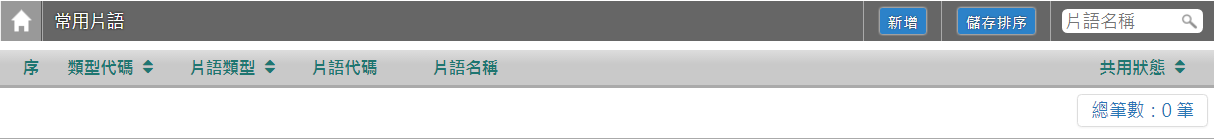 常用片語 新增 儲存排序 片語名稱
序 類型代碼 片語類型 片語代碼 片語名稱 共用狀態
總筆數：0 筆